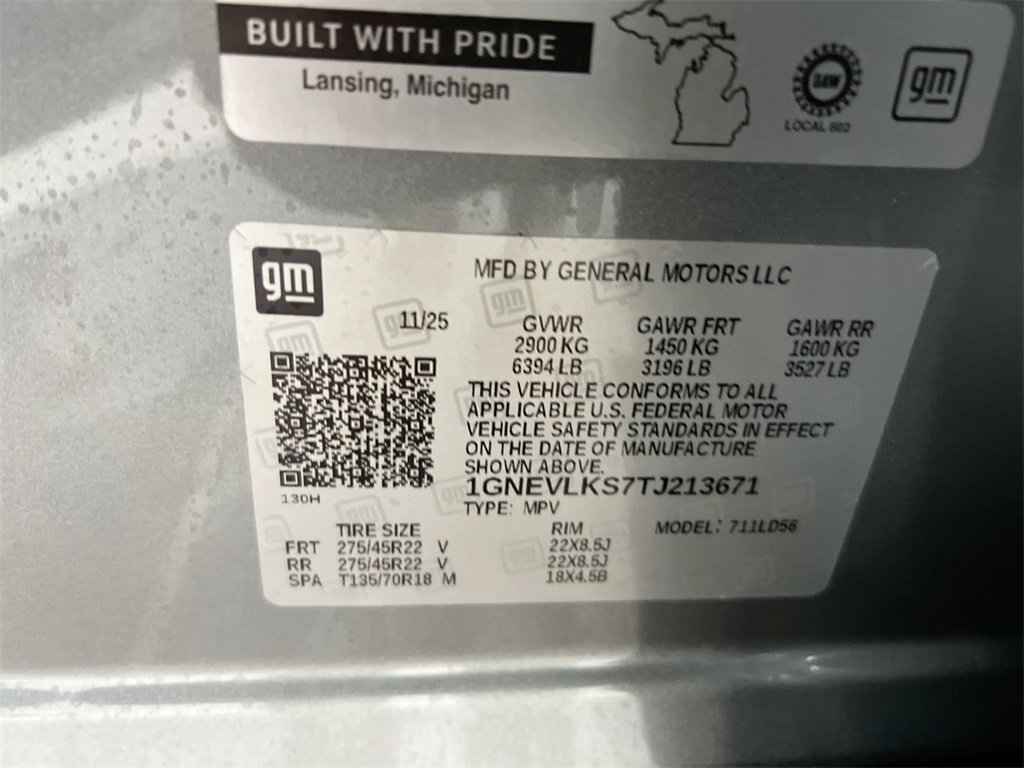 BUILT WITH PRIDE
Lansing, Michigan
UAW
LOCAL 602
gm
gm
MFD BY GENERAL MOTORS LLC
11/25
GVWR GAWR FRT GAWR RR
2900 KG 1450 KG 1600 KG
6394 LB 3196 LB 3527 LB
THIS VEHICLE CONFORMS TO ALL
APPLICABLE U.S. FEDERAL MOTOR
VEHICLE SAFETY STANDARDS IN EFFECT
ON THE DATE OF MANUFACTURE
SHOWN ABOVE.
130H
1GNEVLKS7TJ213671
TYPE: MPV
TIRE SIZE RIM MODEL: 711LD56
FRT 275/45R22 V 22X8.5J
RR 275/45R22 V 22X8.5J
SPA T135/70R18 M 18X4.5B